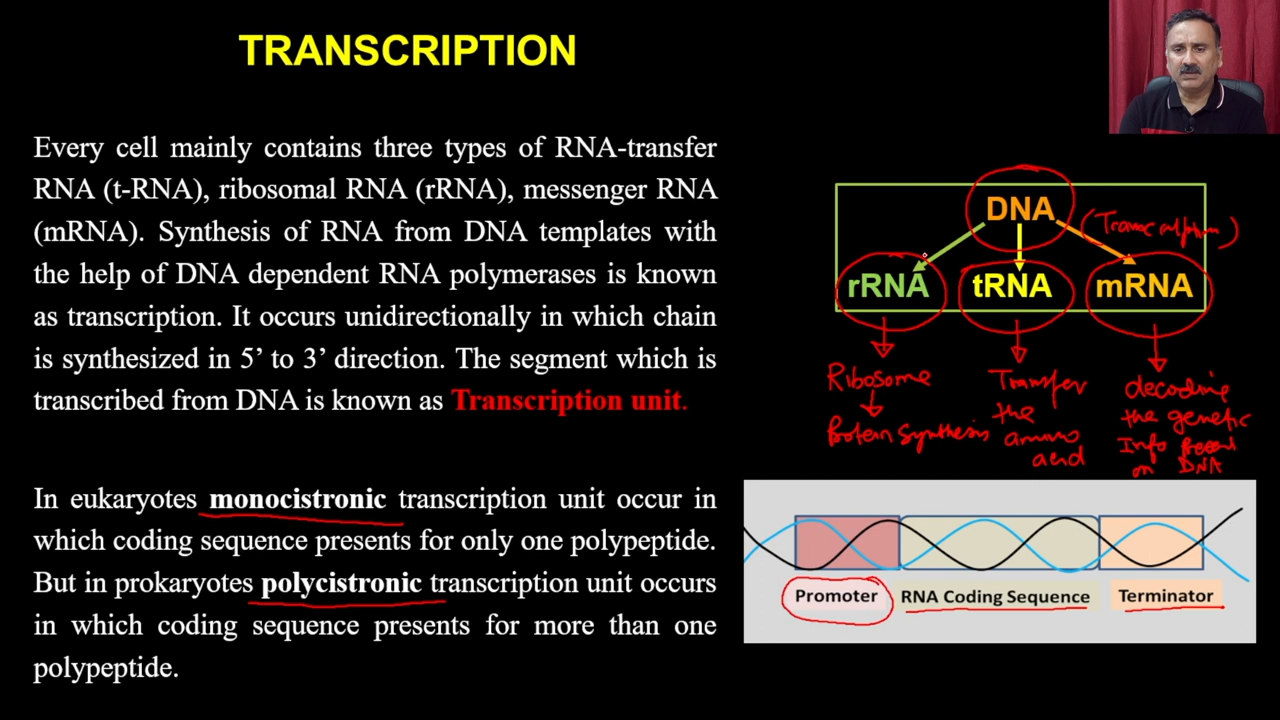 TRANSCRIPTION
Every cell mainly contains three types of RNA-transfer
RNA (t-RNA), ribosomal RNA (rRNA), messenger RNA
(mRNA). Synthesis of RNA from DNA templates with
the help of DNA dependent RNA polymerases is known
as transcription. It occurs unidirectionally in which chain
is synthesized in 5’ to 3’ direction. The segment which is
transcribed from DNA is known as Transcription unit.
In eukaryotes monocistronic transcription unit occur in
which coding sequence presents for only one polypeptide.
But in prokaryotes polycistronic transcription unit occurs
in which coding sequence presents for more than one
polypeptide.
DNA
rRNA tRNA mRNA
Ribosome
Protein Synthesis
Transfer
the
amino
acid
decoding
the genetic
Info
on DNA
Promoter RNA Coding Sequence Terminator